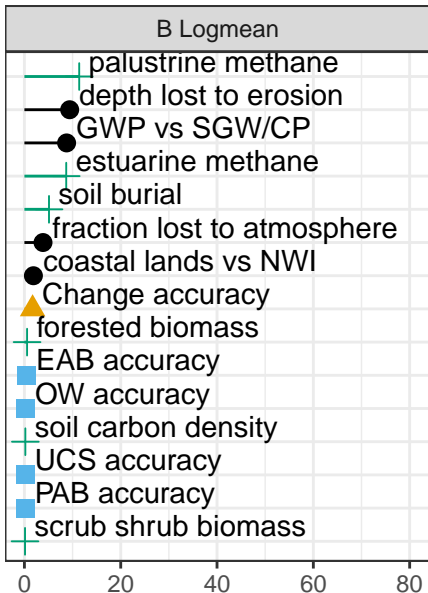 B Logmean
palustrine methane
depth lost to erosion
GWP vs SGW/CP
estuarine methane
soil burial
fraction lost to atmosphere
coastal lands vs NWI
Change accuracy
forested biomass
EAB accuracy
OW accuracy
soil carbon density
UCS accuracy
PAB accuracy
scrub shrub biomass
0 20 40 60 80